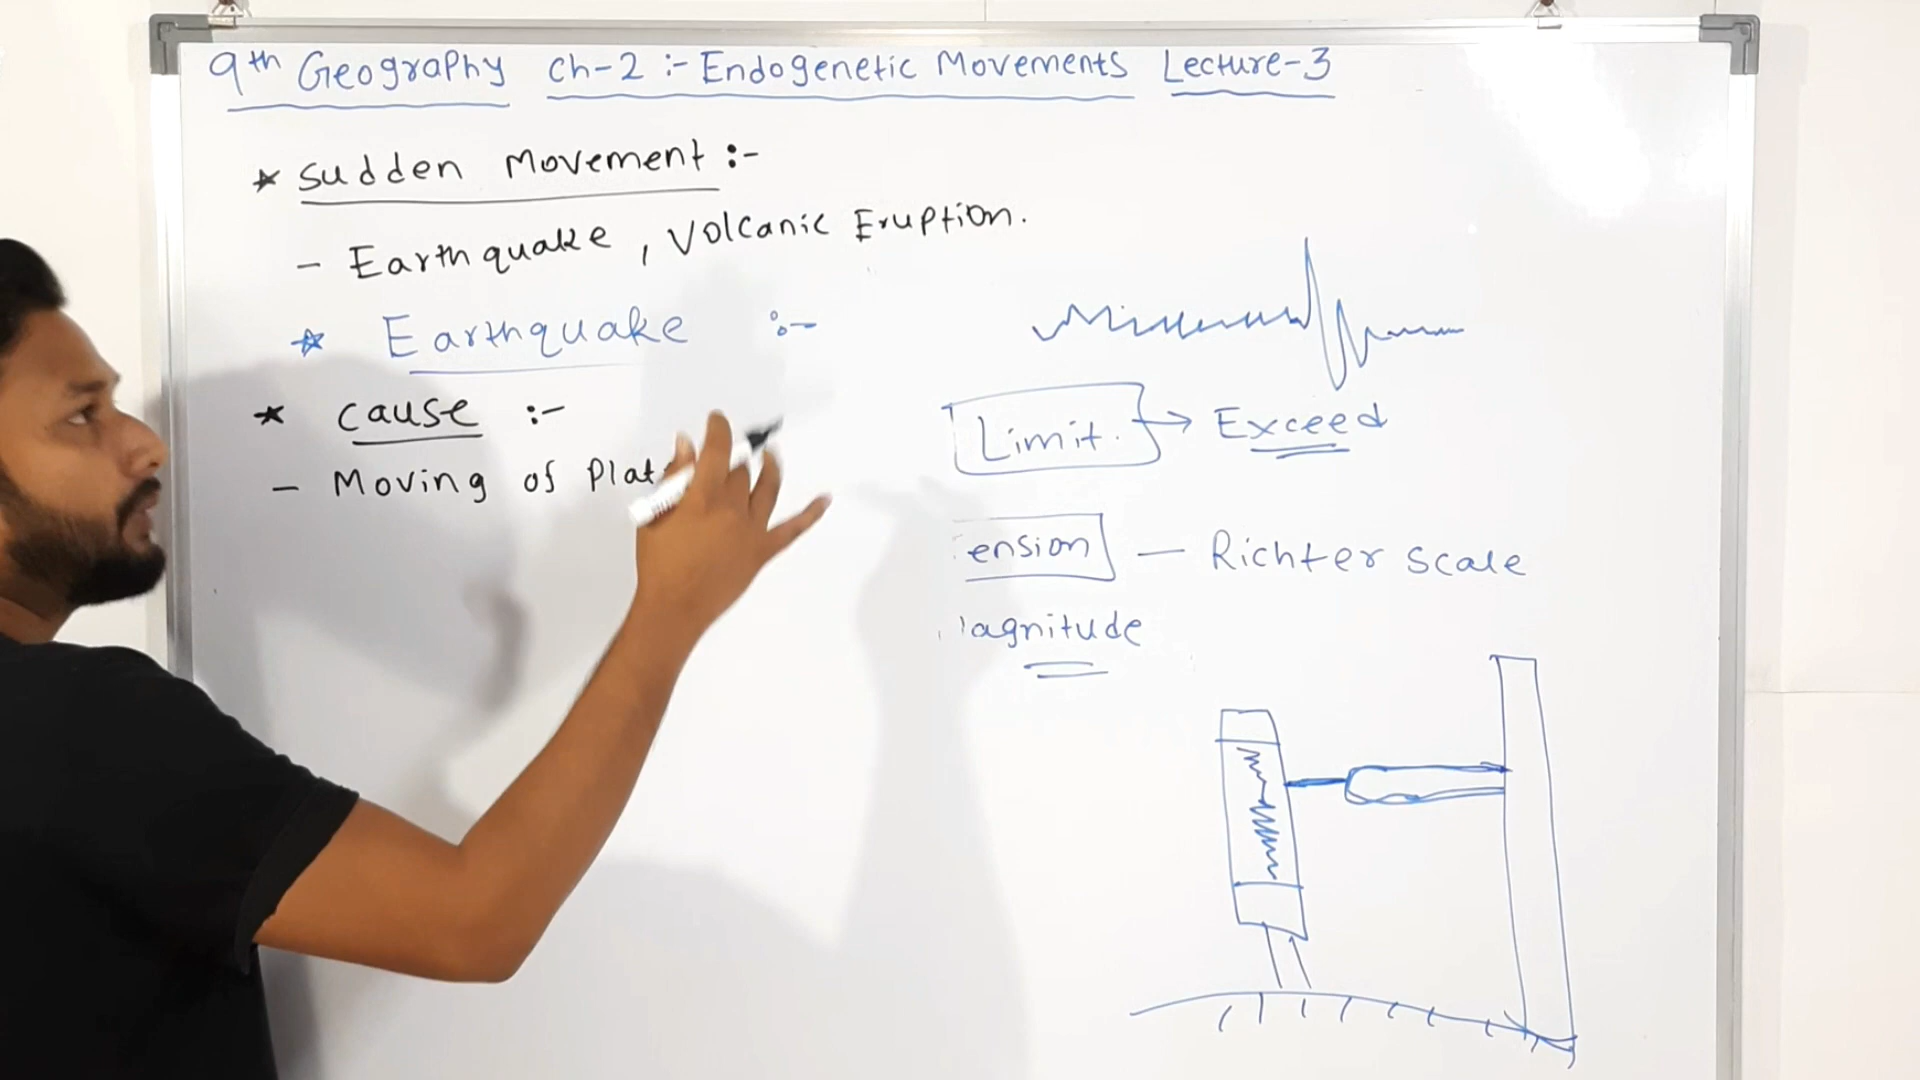 9th Geography ch-2 :- Endogenetic Movements Lecture-3
* Sudden Movement :-
- Earthquake, Volcanic Eruption.
* Earthquake :-
* cause :-
- Moving of Plat
Limit. → Exceed
ension — Richter scale
agnitude